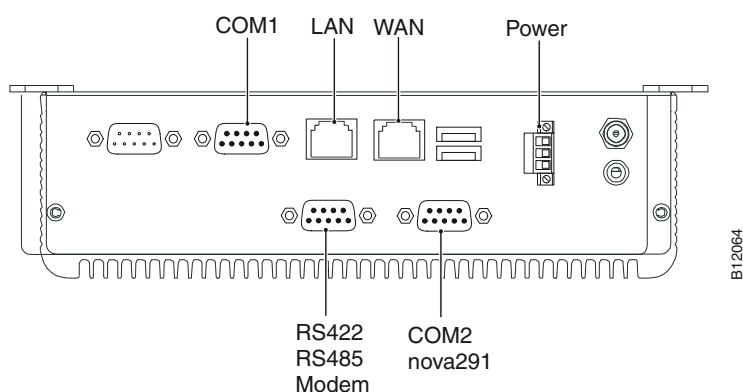 COM1 LAN WAN Power
RS422
RS485
Modem
COM2
nova291
B12064